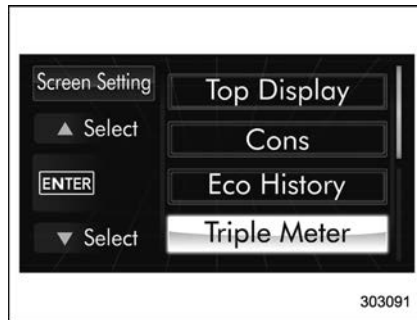 Screen Setting
▲ Select
ENTER
▼ Select
Top Display
Cons
Eco History
Triple Meter
303091